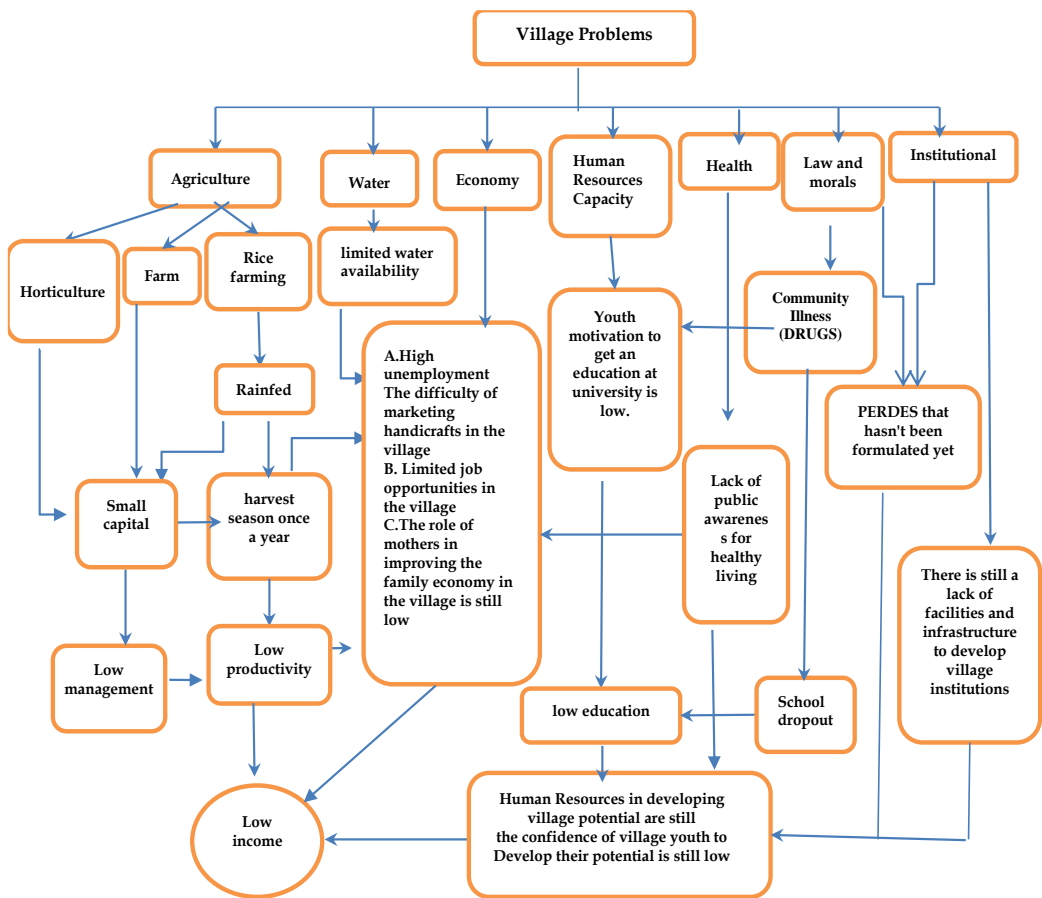 Village Problems
Agriculture
Water
Economy
Human
Resources
Capacity
Health
Law and
morals
Institutional
Horticulture
Farm
Rice
farming
limited water
availability
Rainfed
Small
capital
harvest
season once
a year
Low
management
Low
productivity
A.High
unemployment
The difficulty of
marketing
handicrafts in the
village
B. Limited job
opportunities in
the village
C.The role of
mothers in
improving the
family economy in
the village is still
low
Youth
motivation to
get an
education at
university is
low.
Community
Illness
(DRUGS)
PERDES that
hasn't been
formulated yet
Lack of
public
awarenes
s for
healthy
living
There is still a
lack of
facilities and
infrastructure
to develop
village
institutions
low education
School
dropout
Low
income
Human Resources in developing
village potential are still
the confidence of village youth to
Develop their potential is still low